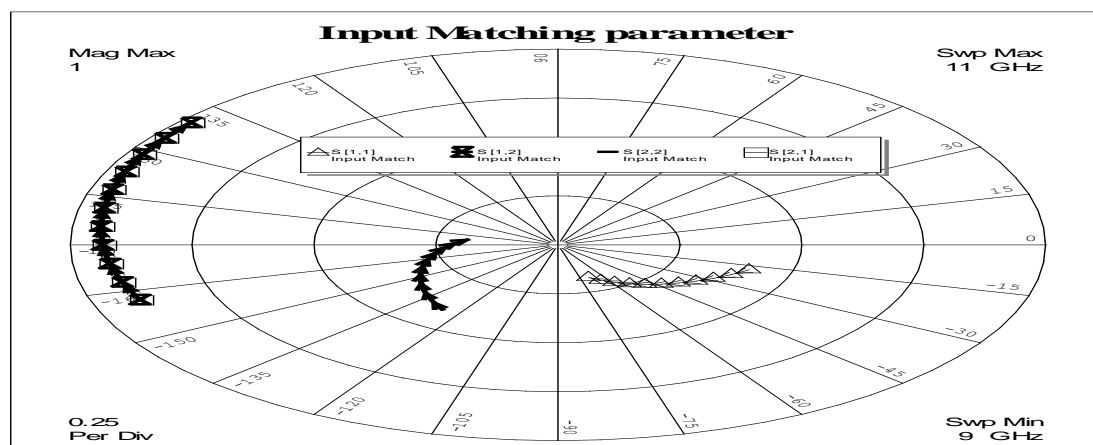 Input Matching parameter
Mag Max
1
Swp Max
11 GHz
105
90
75
120
60
135
45
S[1,1]
Input Match
S[1,2]
Input Match
S[2,2]
Input Match
S[2,1]
Input Match
30
15
0
-15
-150
-30
-135
-45
-120
-60
-105
-90
-75
0.25
Per Div
Swp Min
9 GHz